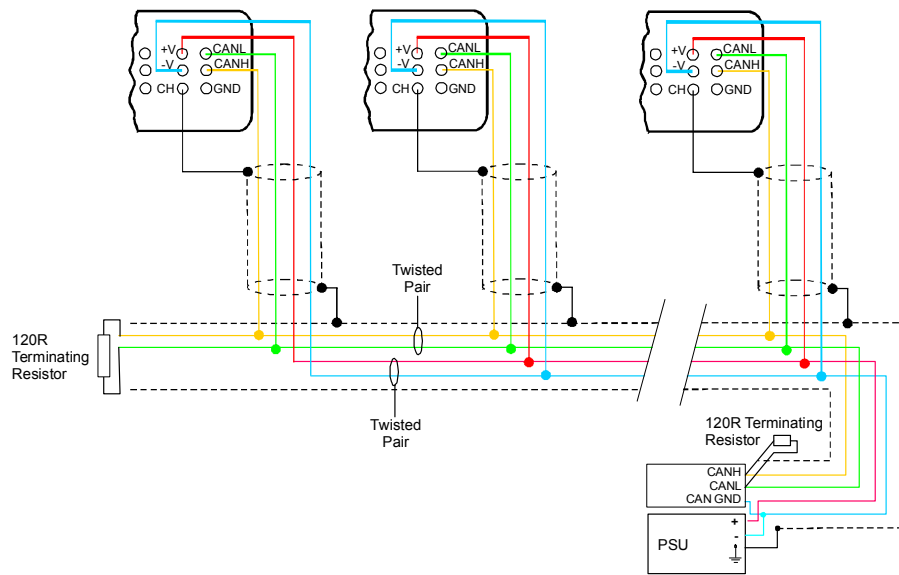 +V CANL
-V CANH
CH GND
+V CANL
-V CANH
CH GND
+V CANL
-V CANH
CH GND
Twisted
Pair
120R
Terminating
Resistor
Twisted
Pair
120R Terminating
Resistor
CANH
CANL
CAN GND
+
-
PSU